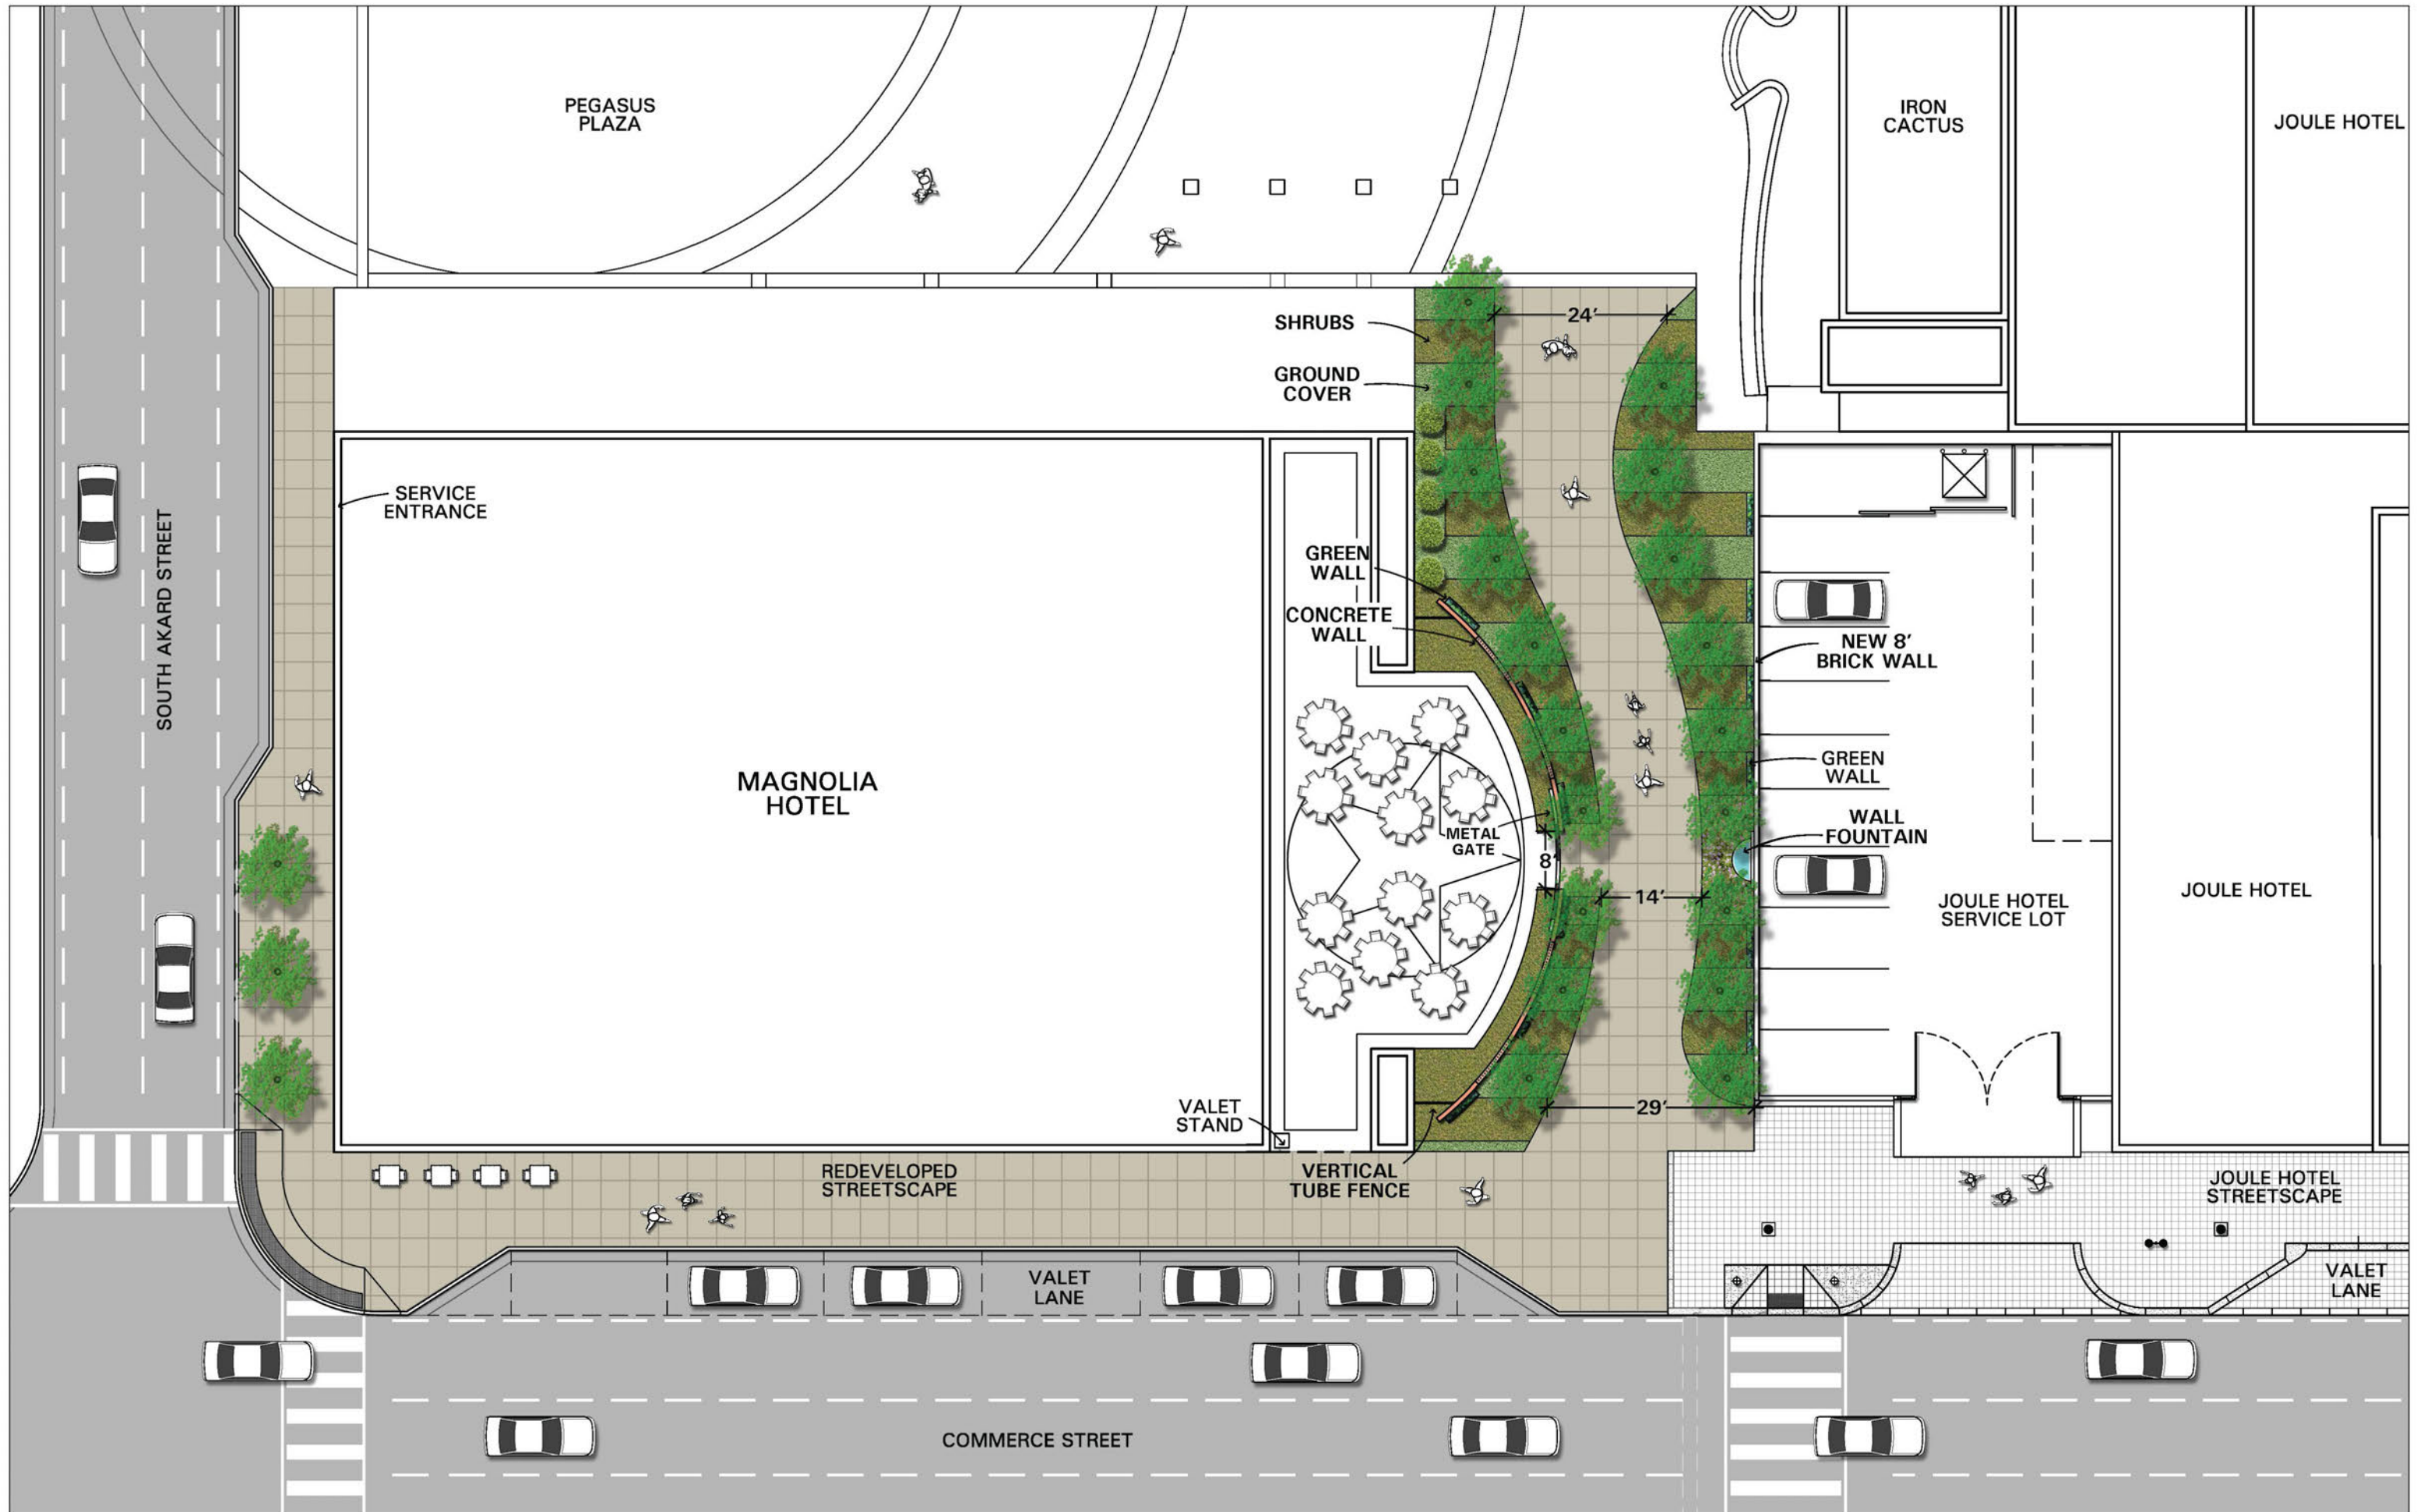 PEGASUS
PLAZA
IRON
CACTUS
JOULE HOTEL
SHRUBS
24'
GROUND
COVER
SERVICE
ENTRANCE
SOUTH AKARD STREET
GREEN
WALL
CONCRETE
WALL
NEW 8'
BRICK WALL
MAGNOLIA
HOTEL
GREEN
WALL
METAL
GATE
WALL
FOUNTAIN
8'
14'
JOULE HOTEL
SERVICE LOT
JOULE HOTEL
VALET
STAND
29'
REDEVELOPED
STREETSCAPE
VERTICAL
TUBE FENCE
JOULE HOTEL
STREETSCAPE
VALET
LANE
VALET
LANE
COMMERCE STREET